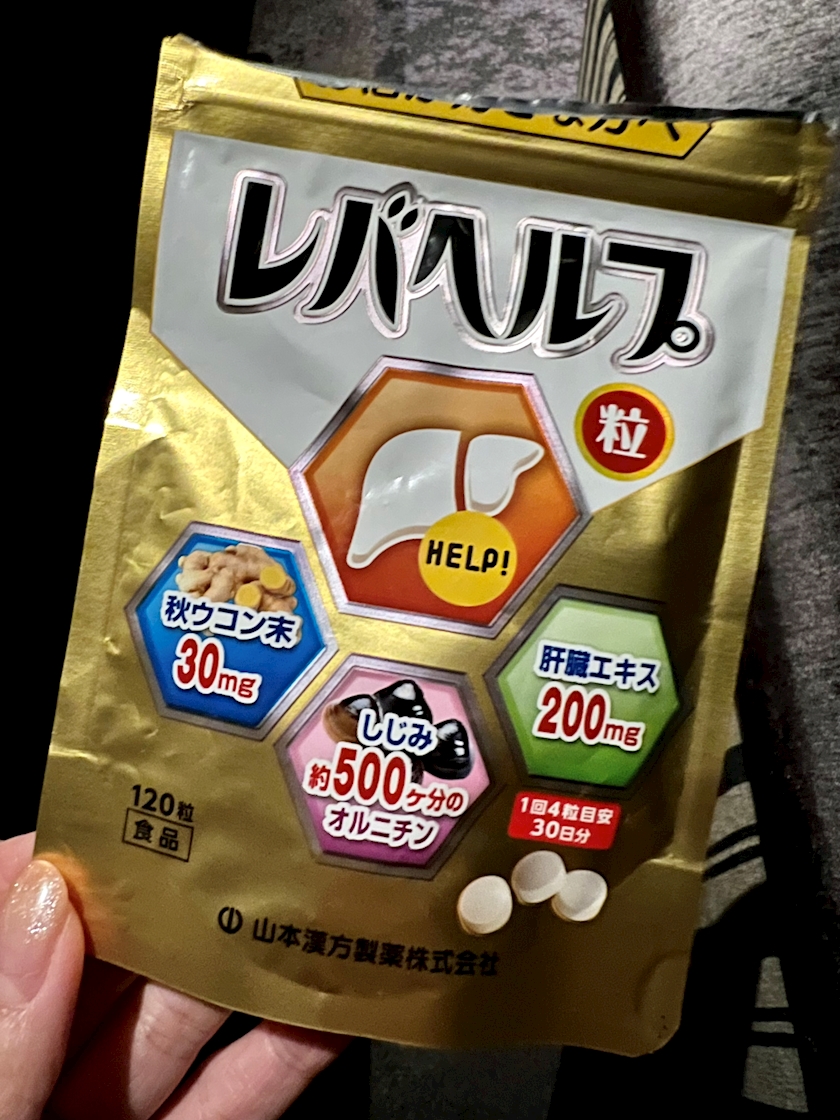 レバヘルプ
の
粒
HELP!
秋ウコン末
30mg
肝臓エキス
200mg
しじみ
約500ヶ分の
オルニチン
120粒
食品
1回4粒目安
30日分
山本漢方製薬株式会社